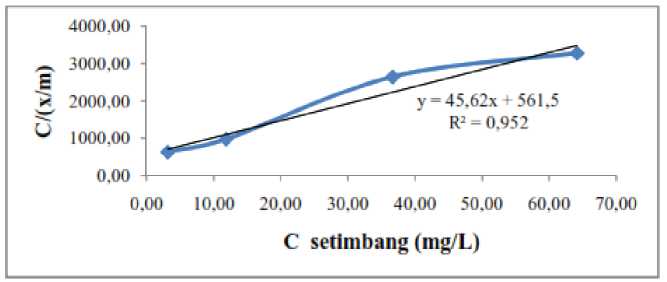 4000,00
3000,00
2000,00
1000,00
0,00
C/(x/m)
y = 45,62x + 561,5
R² = 0,952
0,00 10,00 20,00 30,00 40,00 50,00 60,00 70,00
C setimbang (mg/L)